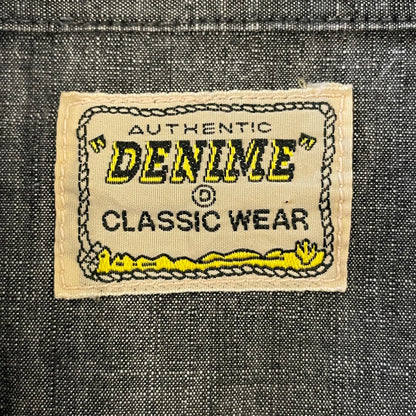 AUTHENTIC
"DENIME"
Ⓓ
CLASSIC WEAR